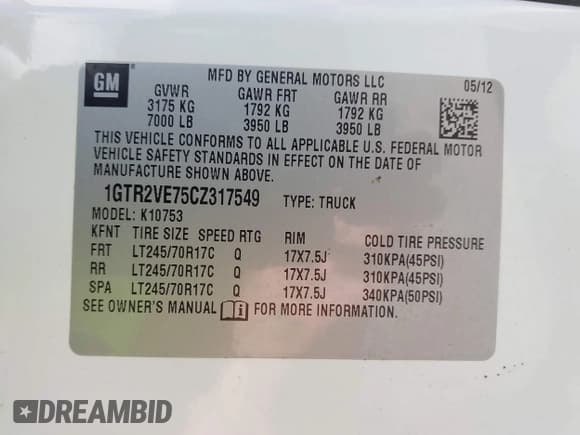 GM
MFD BY GENERAL MOTORS LLC
05/12
GVWR GAWR FRT GAWR RR
3175 KG 1792 KG 1792 KG
7000 LB 3950 LB 3950 LB
THIS VEHICLE CONFORMS TO ALL APPLICABLE U.S. FEDERAL MOTOR
VEHICLE SAFETY STANDARDS IN EFFECT ON THE DATE OF
MANUFACTURE SHOWN ABOVE.
1GTR2VE75CZ317549 TYPE: TRUCK
MODEL: K10753
KFNT TIRE SIZE SPEED RTG RIM COLD TIRE PRESSURE
FRT LT245/70R17C Q 17X7.5J 310KPA(45PSI)
RR LT245/70R17C Q 17X7.5J 310KPA(45PSI)
SPA LT245/70R17C Q 17X7.5J 340KPA(50PSI)
SEE OWNER'S MANUAL i FOR MORE INFORMATION.
DREAMBID